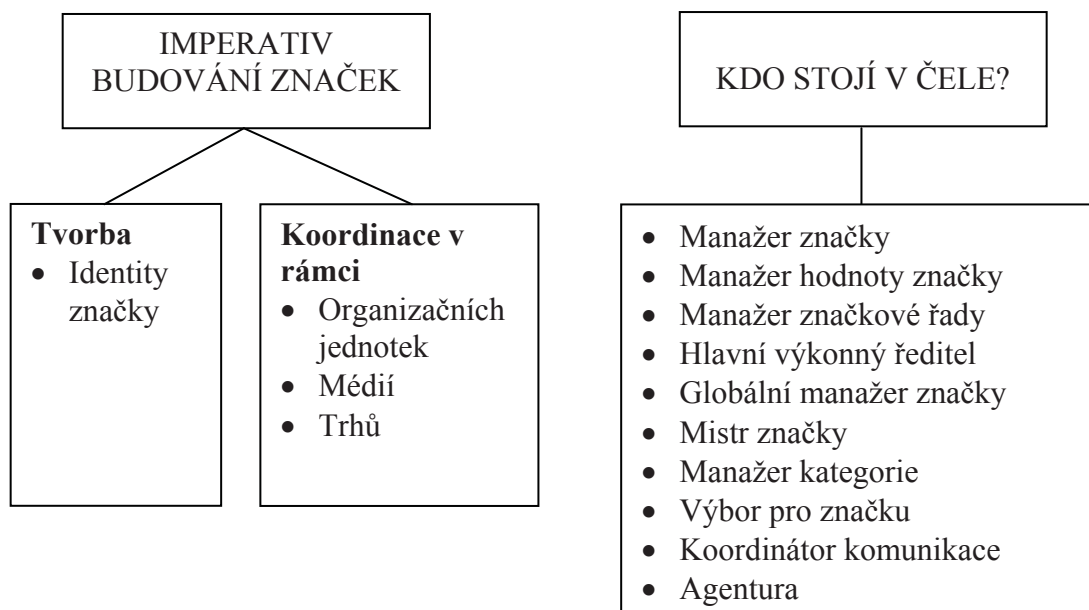 IMPERATIV
BUDOVÁNÍ ZNAČEK
Tvorba
• Identity
značky
Koordinace v
rámci
• Organizačních
jednotek
• Médií
• Trhů
KDO STOJÍ V ČELE?
• Manažer značky
• Manažer hodnoty značky
• Manažer značkové řady
• Hlavní výkonný ředitel
• Globální manažer značky
• Mistr značky
• Manažer kategorie
• Výbor pro značku
• Koordinátor komunikace
• Agentura